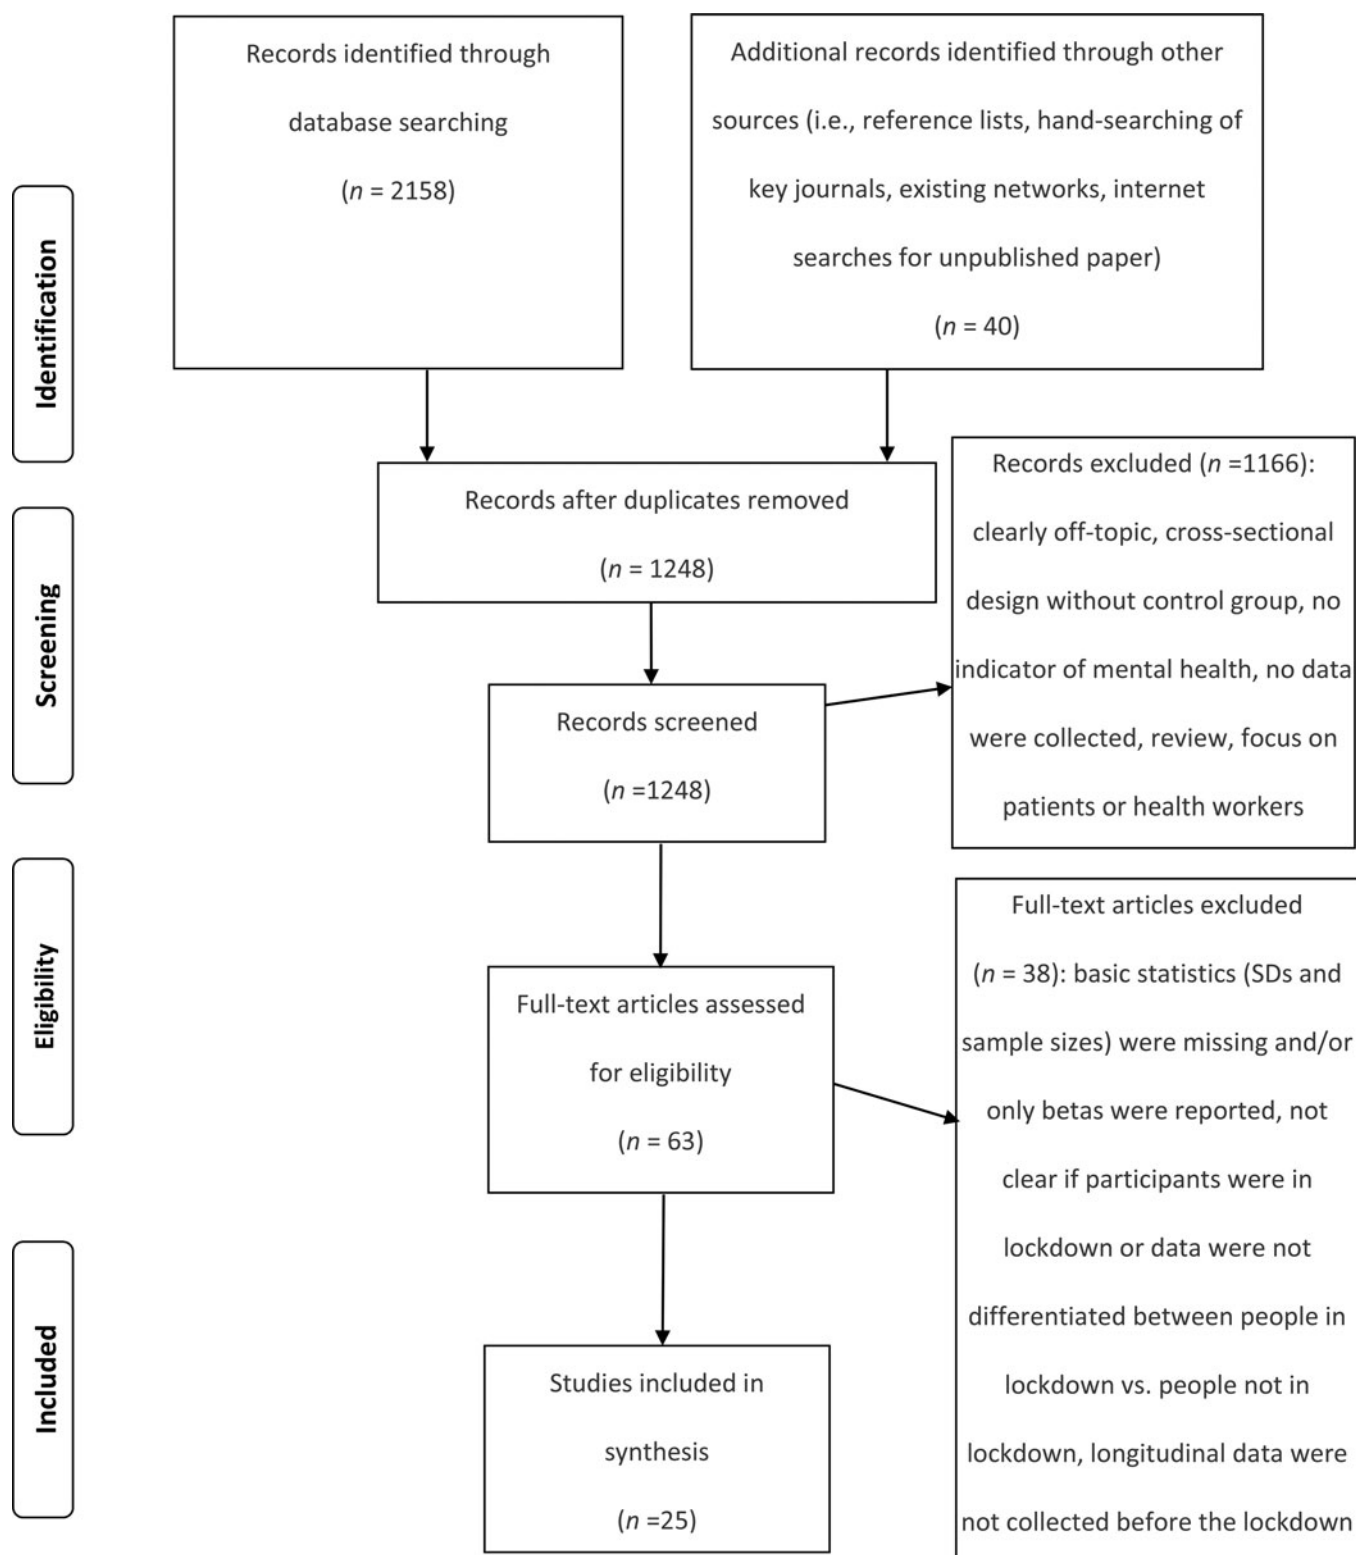 Records identified through
database searching
(n = 2158)
Additional records identified through other
sources (i.e., reference lists, hand-searching of
key journals, existing networks, internet
searches for unpublished paper)
(n = 40)
Identification
Records after duplicates removed
(n = 1248)
Records excluded (n =1166):
clearly off-topic, cross-sectional
design without control group, no
indicator of mental health, no data
were collected, review, focus on
patients or health workers
Screening
Records screened
(n =1248)
Eligibility
Full-text articles assessed
for eligibility
(n = 63)
Full-text articles excluded
(n = 38): basic statistics (SDs and
sample sizes) were missing and/or
only betas were reported, not
clear if participants were in
lockdown or data were not
differentiated between people in
lockdown vs. people not in
lockdown, longitudinal data were
not collected before the lockdown
Included
Studies included in
synthesis
(n =25)